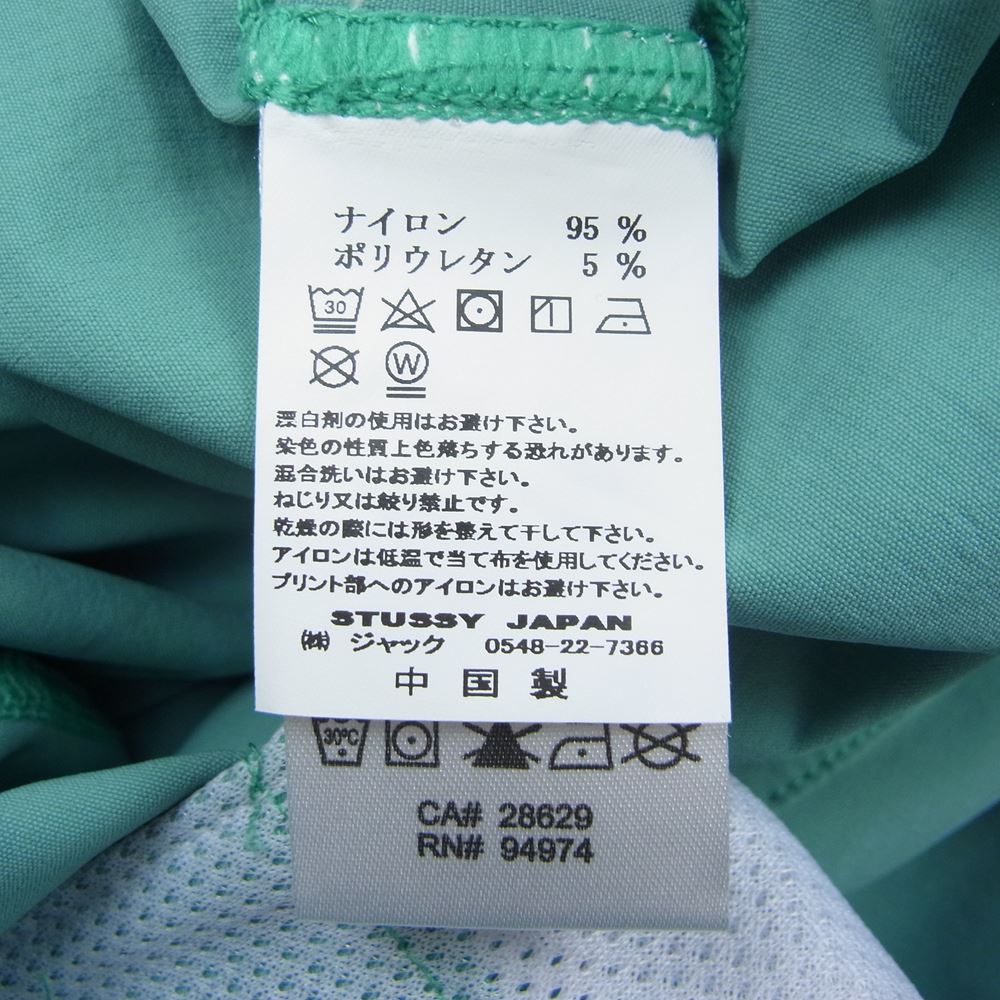 ナイロン 95 %
ポリウレタン 5 %
30
W
漂白剤の使用はお避け下さい。
染色の性質上色落ちする恐れがあります。
混合洗いはお避け下さい。
ねじり又は絞り禁止です。
乾燥の際には形を整えて干して下さい。
アイロンは低温で当て布を使用してください。
プリント部へのアイロンはお避け下さい。
STUSSY JAPAN
㈱ ジャック 0548-22-7366
中国製
30°C
CA# 28629
RN# 94974